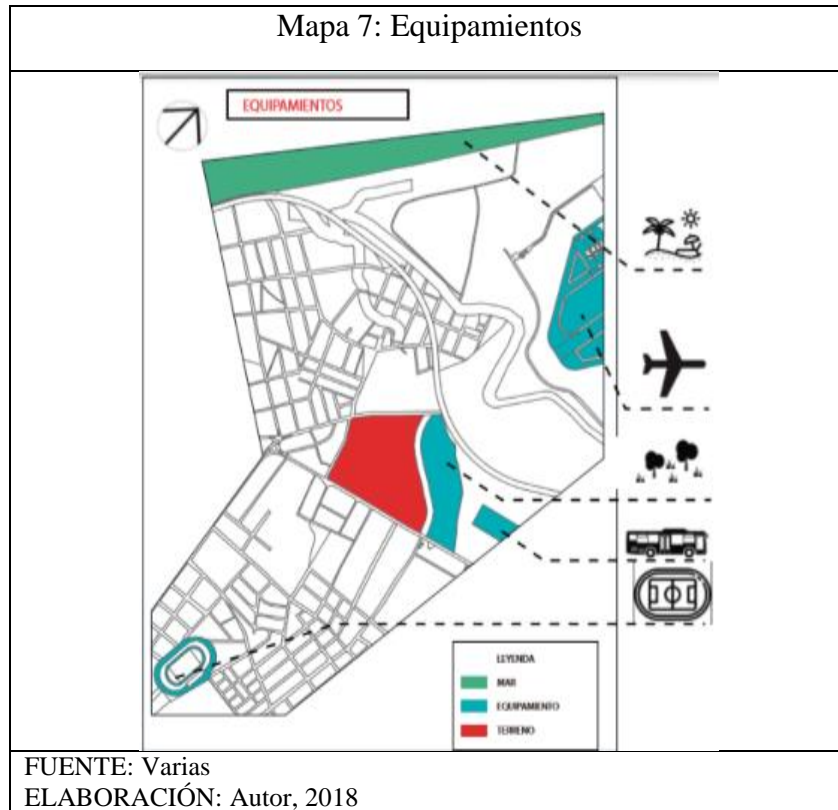 Mapa 7: Equipamientos
EQUIPAMIENTOS
LEYENDA
MAR
EQUIPAMIENTO
TERRENO
FUENTE: Varias
ELABORACIÓN: Autor, 2018